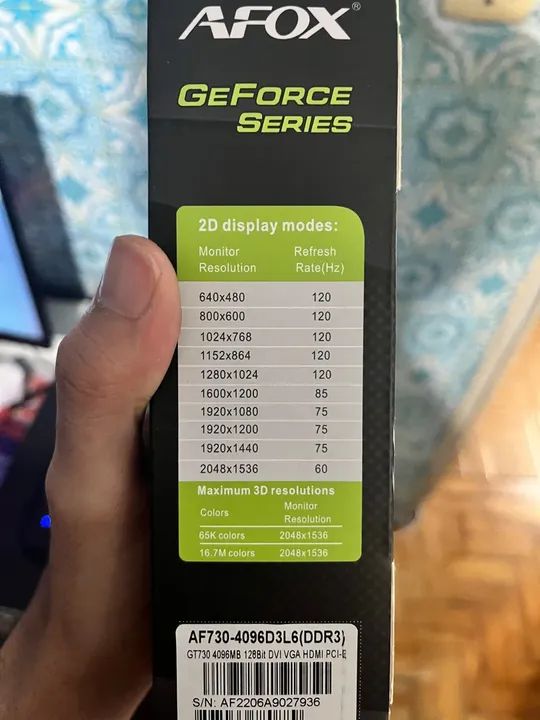 AFOX®
GEFORCE
SERIES
2D display modes:
Monitor Refresh
Resolution Rate(Hz)
640x480 120
800x600 120
1024x768 120
1152x864 120
1280x1024 120
1600x1200 85
1920x1080 75
1920x1200 75
1920x1440 75
2048x1536 60
Maximum 3D resolutions
Colors Monitor
Resolution
65K colors 2048x1536
16.7M colors 2048x1536
AF730-4096D3L6(DDR3)
GT730 4096MB 128Bit DVI VGA HDMI PCI-E
S/N: AF2206A9027936